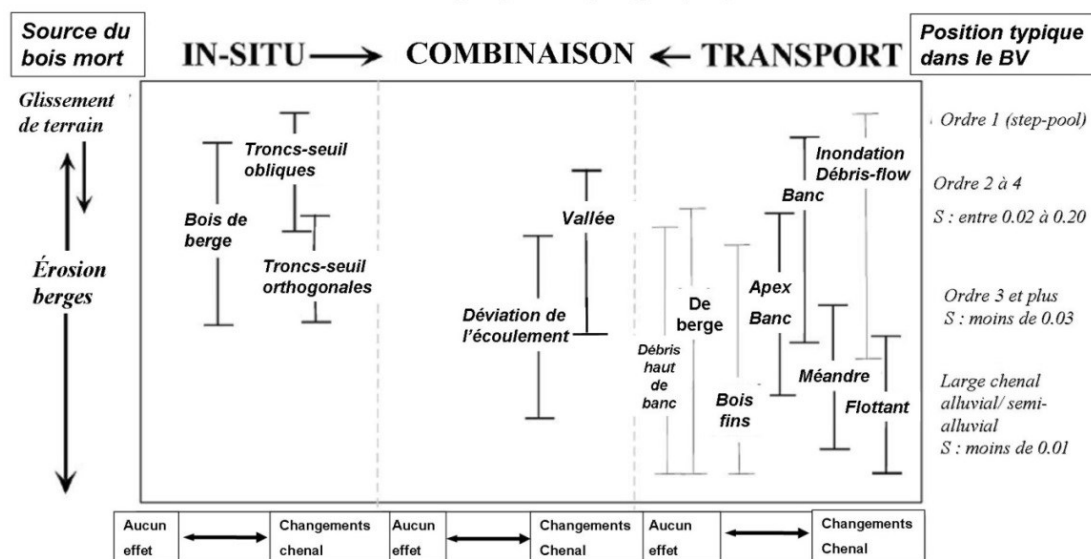 Source du
bois mort
IN-SITU
COMBINAISON
TRANSPORT
Position typique
dans le BV
Glissement
de terrain
Érosion
berges
Bois de
berge
Troncs-seuil
obliques
Troncs-seuil
orthogonales
Déviation de
l'écoulement
Vallée
Débris
haut
de
banc
De
berge
Bois
fins
Apex
Banc
Banc
Inondation
Débris-flow
Méandre
Flottant
Ordre 1 (step-pool)
Ordre 2 à 4
S : entre 0.02 à 0.20
Ordre 3 et plus
S : moins de 0.03
Large chenal
alluvial/ semi-
alluvial
S : moins de 0.01
Aucun
effet
Changements
chenal
Aucun
effet
Changements
Chenal
Aucun
effet
Changements
Chenal